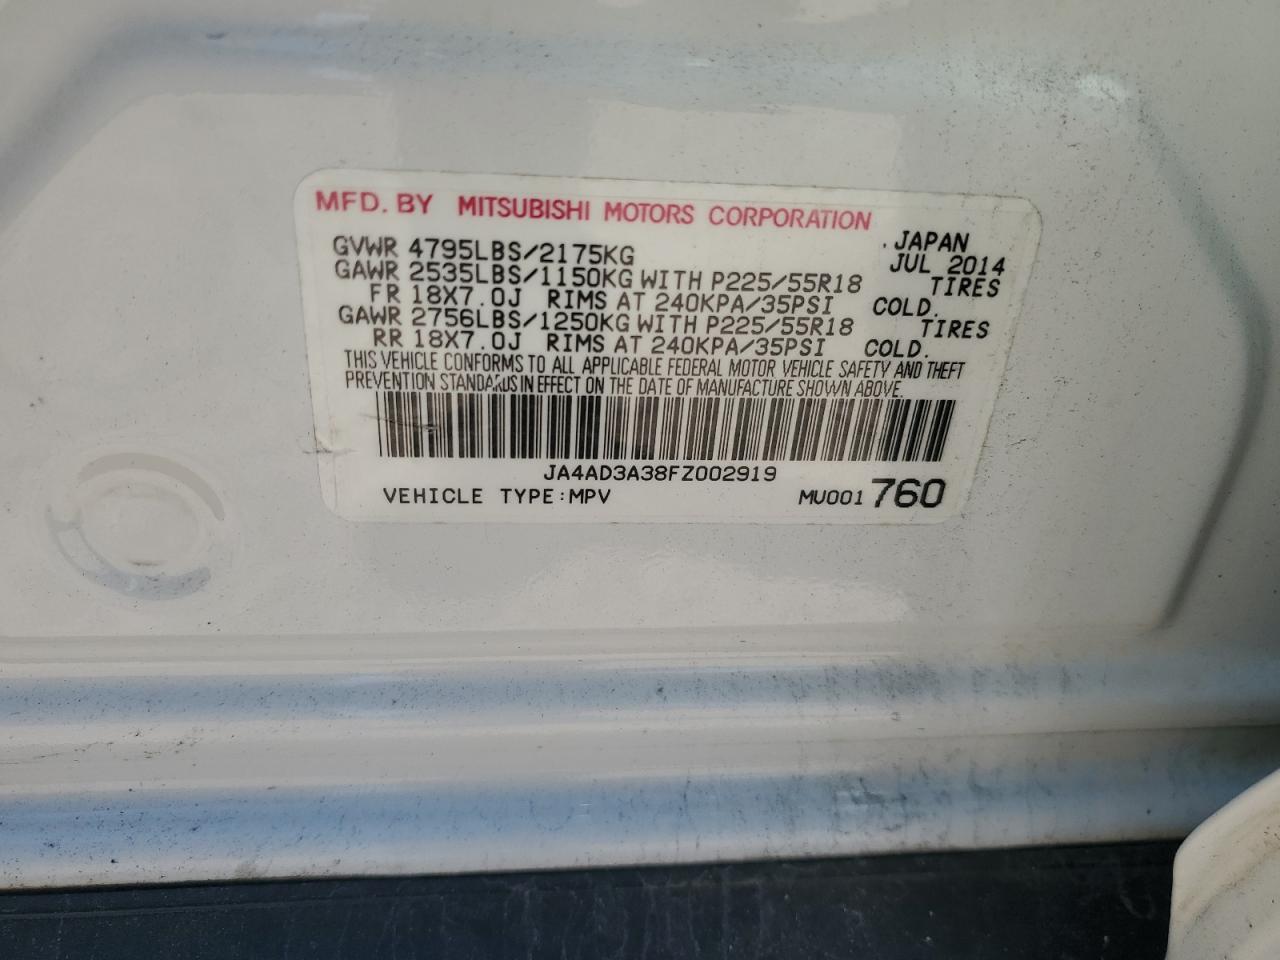 MFD. BY MITSUBISHI MOTORS CORPORATION
GVWR 4795LBS/2175KG . JAPAN
JUL 2014
GAWR 2535LBS/1150KG WITH P225/55R18 TIRES
FR 18X7.0J RIMS AT 240KPA/35PSI COLD.
GAWR 2756LBS/1250KG WITH P225/55R18 TIRES
RR 18X7.0J RIMS AT 240KPA/35PSI COLD.
THIS VEHICLE CONFORMS TO ALL APPLICABLE FEDERAL MOTOR VEHICLE SAFETY AND THEFT
PREVENTION STANDARDS IN EFFECT ON THE DATE OF MANUFACTURE SHOWN ABOVE.
JA4AD3A38FZ002919
VEHICLE TYPE:MPV MU001 760